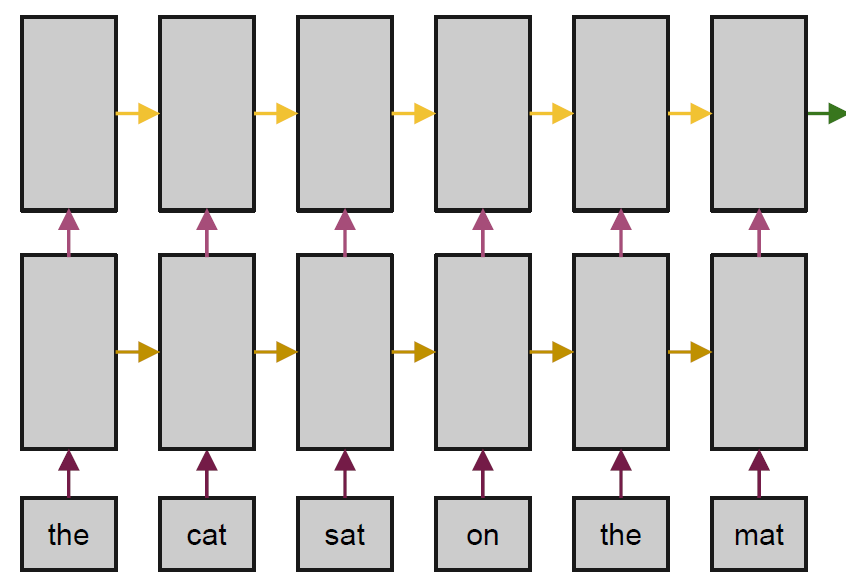 the cat sat on the mat